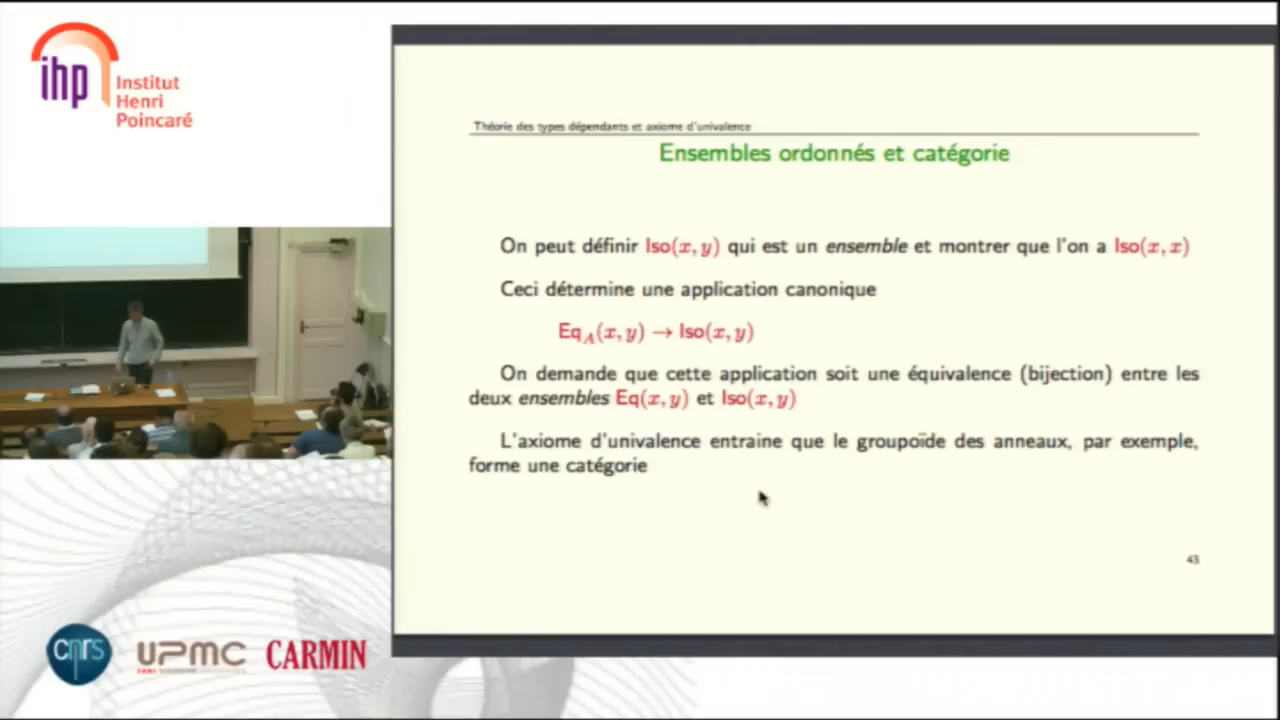 ihp
Institut
Henri
Poincaré
Théorie des types dépendants et axiome d'univalence
Ensembles ordonnés et catégorie
On peut définir Iso(x, y) qui est un ensemble et montrer que l'on a Iso(x, x)
Ceci détermine une application canonique
Eq_A(x, y) → Iso(x, y)
On demande que cette application soit une équivalence (bijection) entre les
deux ensembles Eq(x, y) et Iso(x, y)
L'axiome d'univalence entraine que le groupoïde des anneaux, par exemple,
forme une catégorie
43
cnrs
UPMC
CARMIN